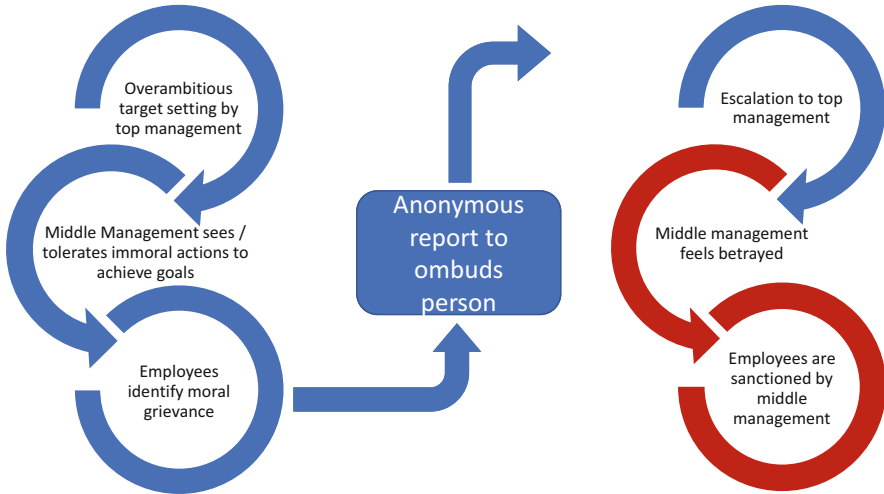 Overambitious
target setting by
top management
Middle Management sees /
tolerates immoral actions to
achieve goals
Employees
identify moral
grievance
Anonymous
report to
ombuds
person
Escalation to top
management
Middle management
feels betrayed
Employees are
sanctioned by
middle
management